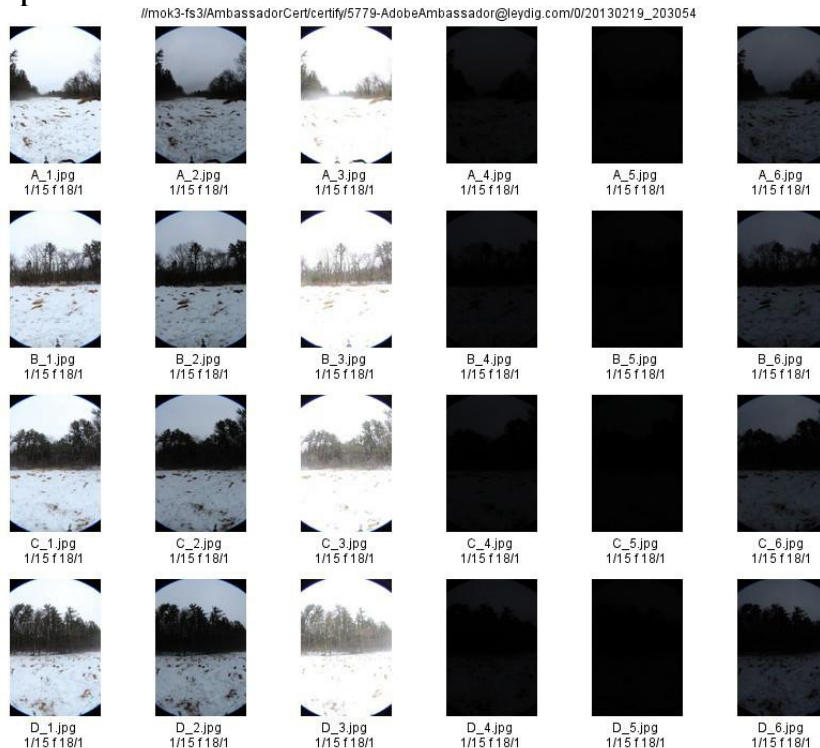 //mok3-fs3/AmbassadorCert/certify/5779-AdobeAmbassador@leydig.com/0/20130219_203054
A_1.jpg A_2.jpg A_3.jpg A_4.jpg A_5.jpg A_6.jpg
1/15 f 18/1 1/15 f 18/1 1/15 f 18/1 1/15 f 18/1 1/15 f 18/1 1/15 f 18/1
B_1.jpg B_2.jpg B_3.jpg B_4.jpg B_5.jpg B_6.jpg
1/15 f 18/1 1/15 f 18/1 1/15 f 18/1 1/15 f 18/1 1/15 f 18/1 1/15 f 18/1
C_1.jpg C_2.jpg C_3.jpg C_4.jpg C_5.jpg C_6.jpg
1/15 f 18/1 1/15 f 18/1 1/15 f 18/1 1/15 f 18/1 1/15 f 18/1 1/15 f 18/1
D_1.jpg D_2.jpg D_3.jpg D_4.jpg D_5.jpg D_6.jpg
1/15 f 18/1 1/15 f 18/1 1/15 f 18/1 1/15 f 18/1 1/15 f 18/1 1/15 f 18/1